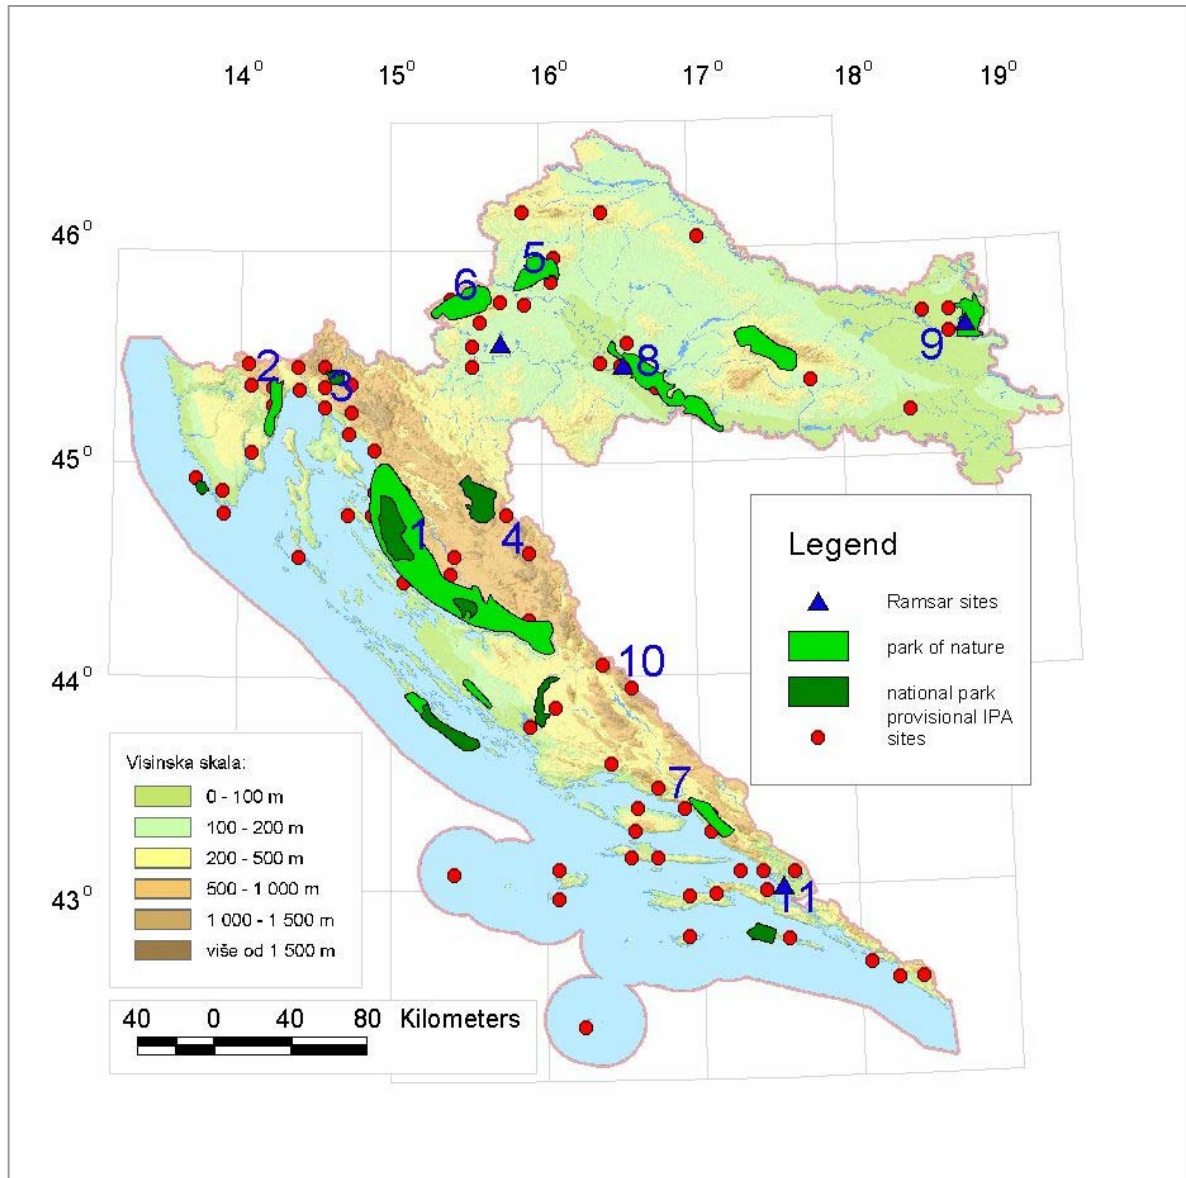 14° 15° 16° 17° 18° 19°
46°
5
6
9
8
2
3
45°
1
4
Legend
Ramsar sites
park of nature
national park
provisional IPA
sites
10
44°
Visinska skala:
0 - 100 m
100 - 200 m
200 - 500 m
500 - 1 000 m
1 000 - 1 500 m
više od 1 500 m
7
43°
11
40 0 40 80 Kilometers